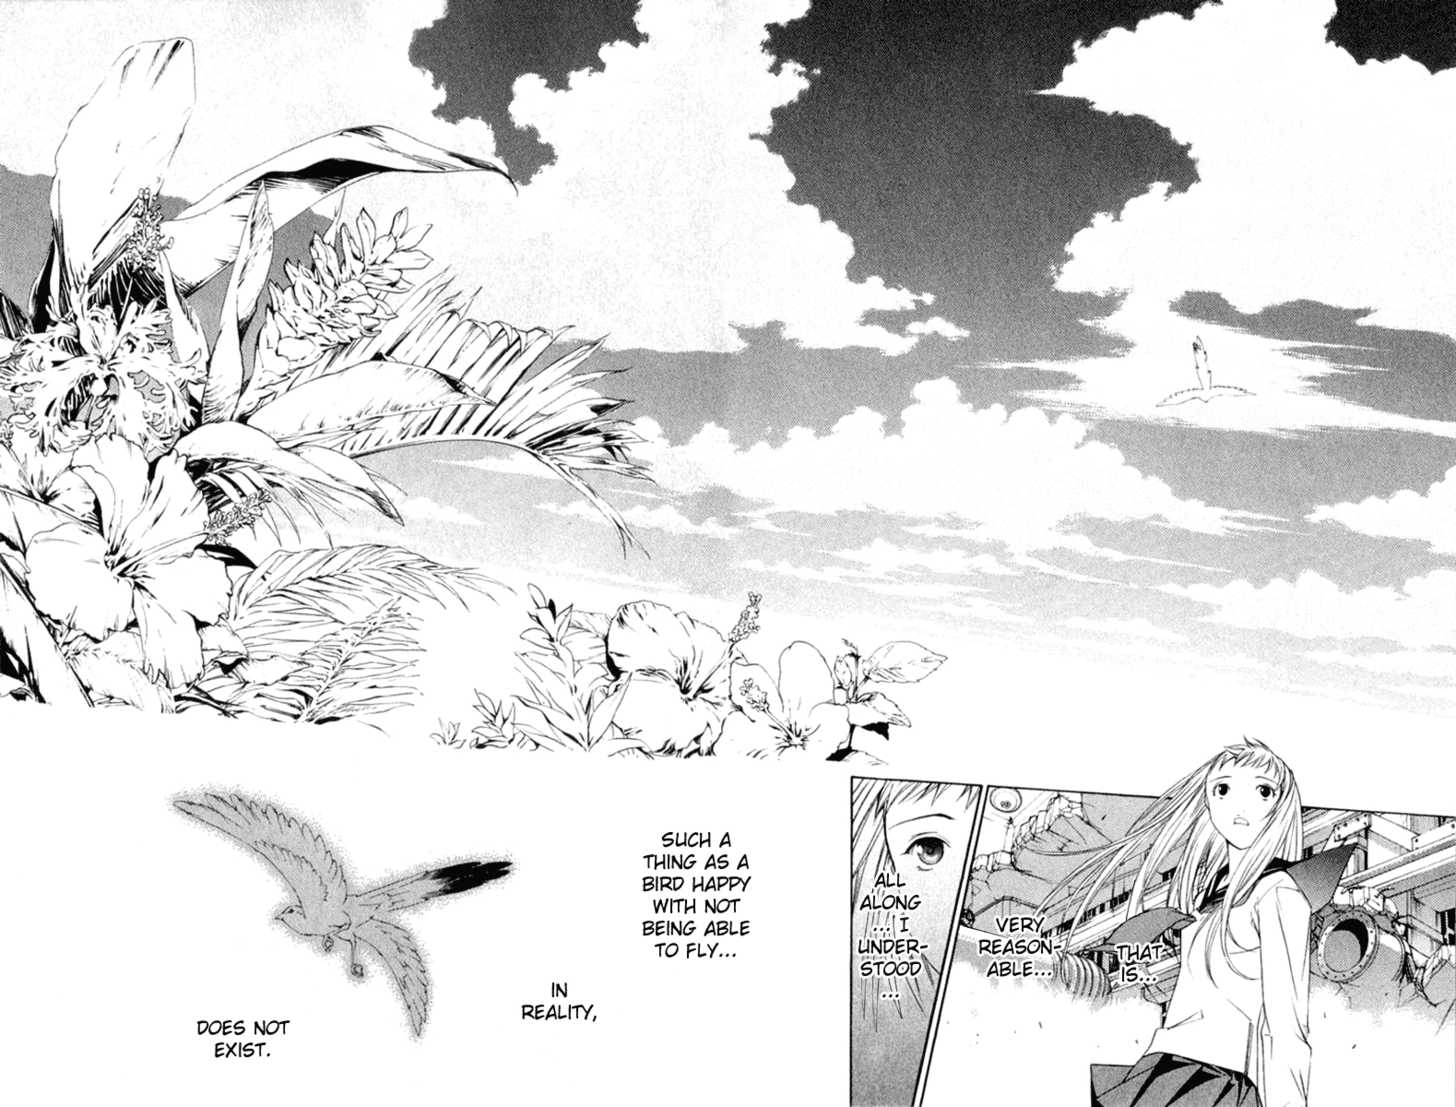 THAT
IS...
VERY
REASON-
ABLE...
ALL
ALONG
... I
UNDER-
STOOD
...
SUCH A
THING AS A
BIRD HAPPY
WITH NOT
BEING ABLE
TO FLY...
IN
REALITY,
DOES NOT
EXIST.